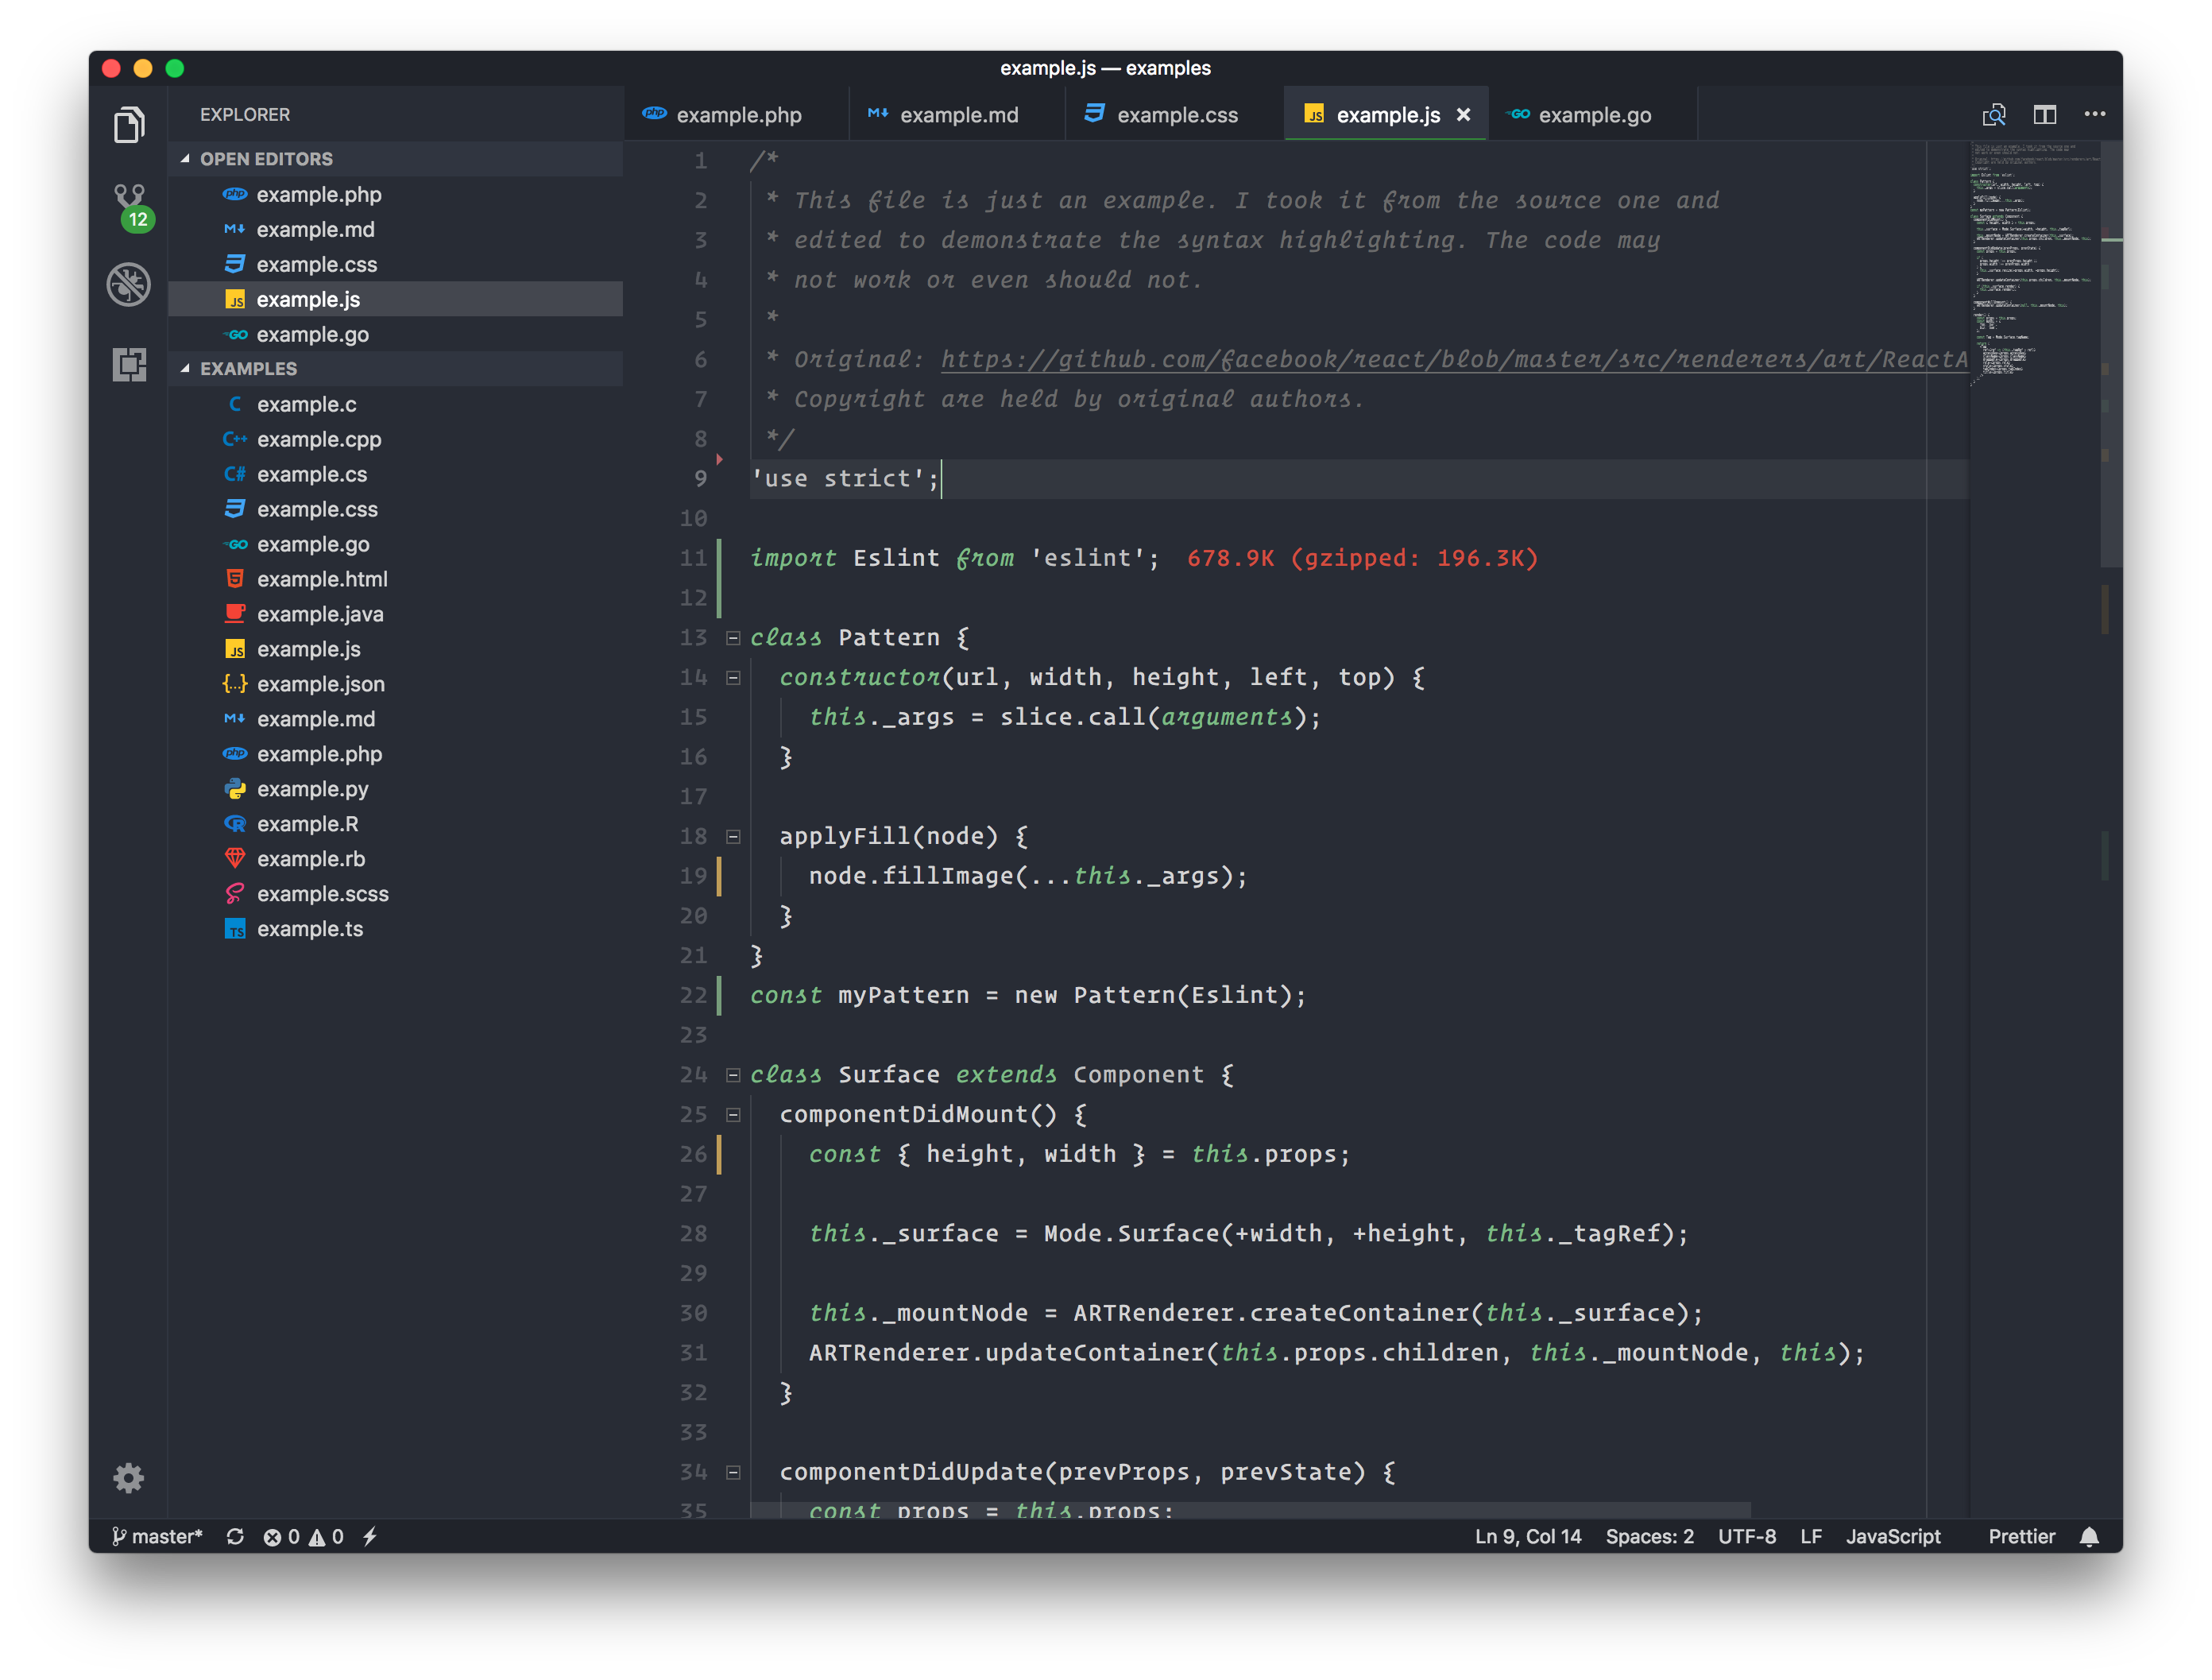 example.js — examples
EXPLORER
OPEN EDITORS
example.php
example.md
example.css
example.js
example.go
EXAMPLES
example.c
example.cpp
example.cs
example.css
example.go
example.html
example.java
example.js
example.json
example.md
example.php
example.py
example.R
example.rb
example.scss
example.ts
12
example.php example.md example.css example.js × example.go
1 /*
2 * This file is just an example. I took it from the source one and
3 * edited to demonstrate the syntax highlighting. The code may
4 * not work or even should not.
5 *
6 * Original: https://github.com/facebook/react/blob/master/src/renderers/art/ReactA
7 * Copyright are held by original authors.
8 */
9 'use strict';
10
11 import Eslint from 'eslint'; 678.9K (gzipped: 196.3K)
12
13 class Pattern {
14 constructor(url, width, height, left, top) {
15 this._args = slice.call(arguments);
16 }
17
18 applyFill(node) {
19 node.fillImage(...this._args);
20 }
21 }
22 const myPattern = new Pattern(Eslint);
23
24 class Surface extends Component {
25 componentDidMount() {
26 const { height, width } = this.props;
27
28 this._surface = Mode.Surface(+width, +height, this._tagRef);
29
30 this._mountNode = ARTRenderer.createContainer(this._surface);
31 ARTRenderer.updateContainer(this.props.children, this._mountNode, this);
32 }
33
34 componentDidUpdate(prevProps, prevState) {
35 const props = this.props;
master* 0 0 Ln 9, Col 14 Spaces: 2 UTF-8 LF JavaScript Prettier